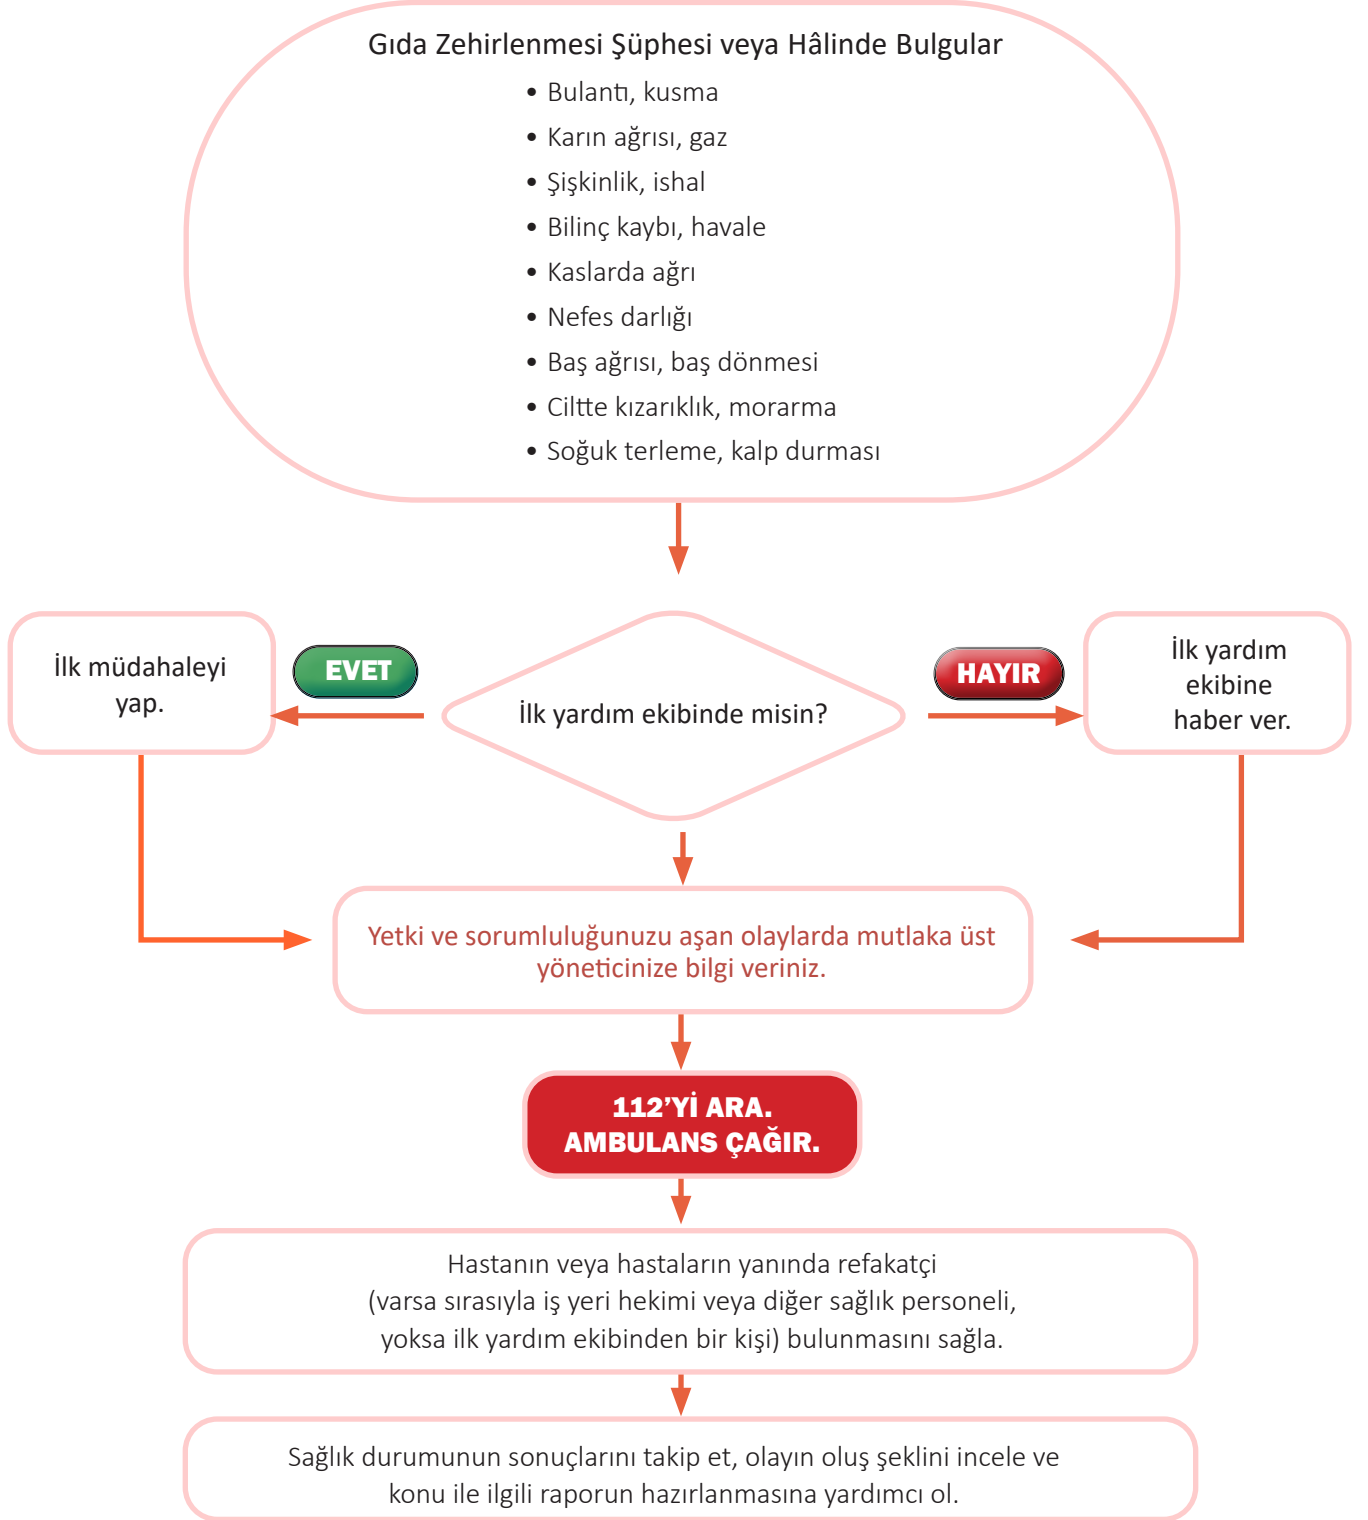 Gıda Zehirlenmesi Şüphesi veya Hâlinde Bulgular
• Bulantı, kusma
• Karın ağrısı, gaz
• Şişkinlik, ishal
• Bilinç kaybı, havale
• Kaslarda ağrı
• Nefes darlığı
• Baş ağrısı, baş dönmesi
• Ciltte kızarıklık, morarma
• Soğuk terleme, kalp durması
İlk müdahaleyi
yap.
EVET
İlk yardım ekibinde misin?
HAYIR
İlk yardım
ekibine
haber ver.
Yetki ve sorumluluğunuzu aşan olaylarda mutlaka üst
yöneticinize bilgi veriniz.
112’Yİ ARA.
AMBULANS ÇAĞIR.
Hastanın veya hastaların yanında refakatçi
(varsa sırasıyla iş yeri hekimi veya diğer sağlık personeli,
yoksa ilk yardım ekibinden bir kişi) bulunmasını sağla.
Sağlık durumunun sonuçlarını takip et, olayın oluş şeklini incele ve
konu ile ilgili raporun hazırlanmasına yardımcı ol.